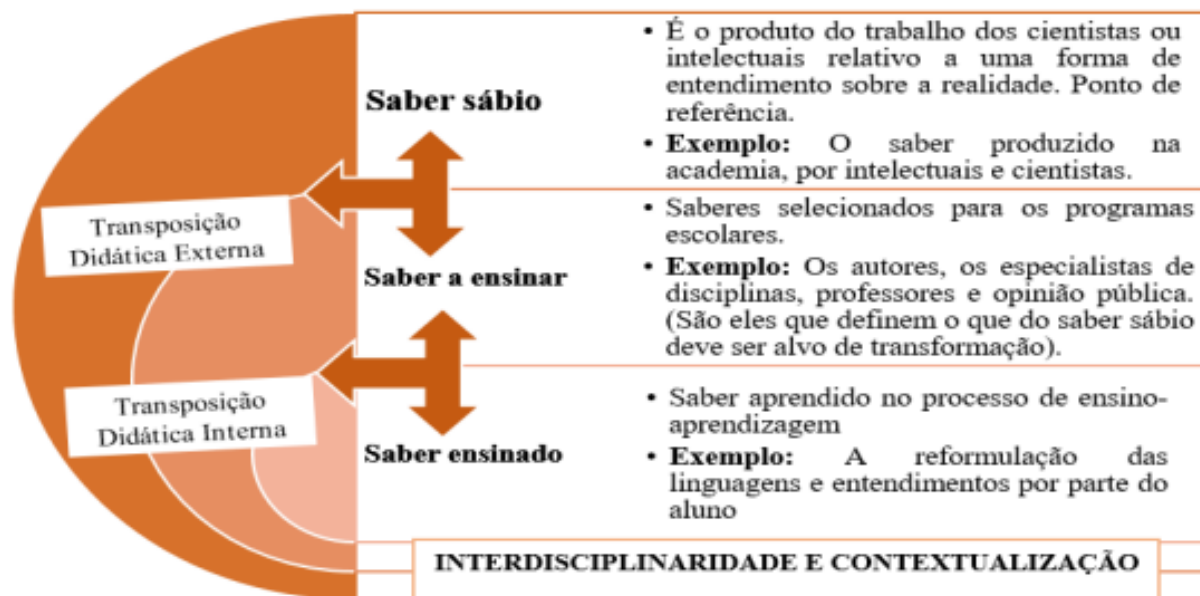 Saber sábio
• É o produto do trabalho dos cientistas ou
intelectuais relativo a uma forma de
entendimento sobre a realidade. Ponto de
referência.
• Exemplo: O saber produzido na
academia, por intelectuais e cientistas.
Transposição
Didática Externa
Saber a ensinar
• Saberes selecionados para os programas
escolares.
• Exemplo: Os autores, os especialistas de
disciplinas, professores e opinião pública.
(São eles que definem o que do saber sábio
deve ser alvo de transformação).
Transposição
Didática Interna
Saber ensinado
• Saber aprendido no processo de ensino-
aprendizagem
• Exemplo: A reformulação das
linguagens e entendimentos por parte do
aluno
INTERDISCIPLINARIDADE E CONTEXTUALIZAÇÃO